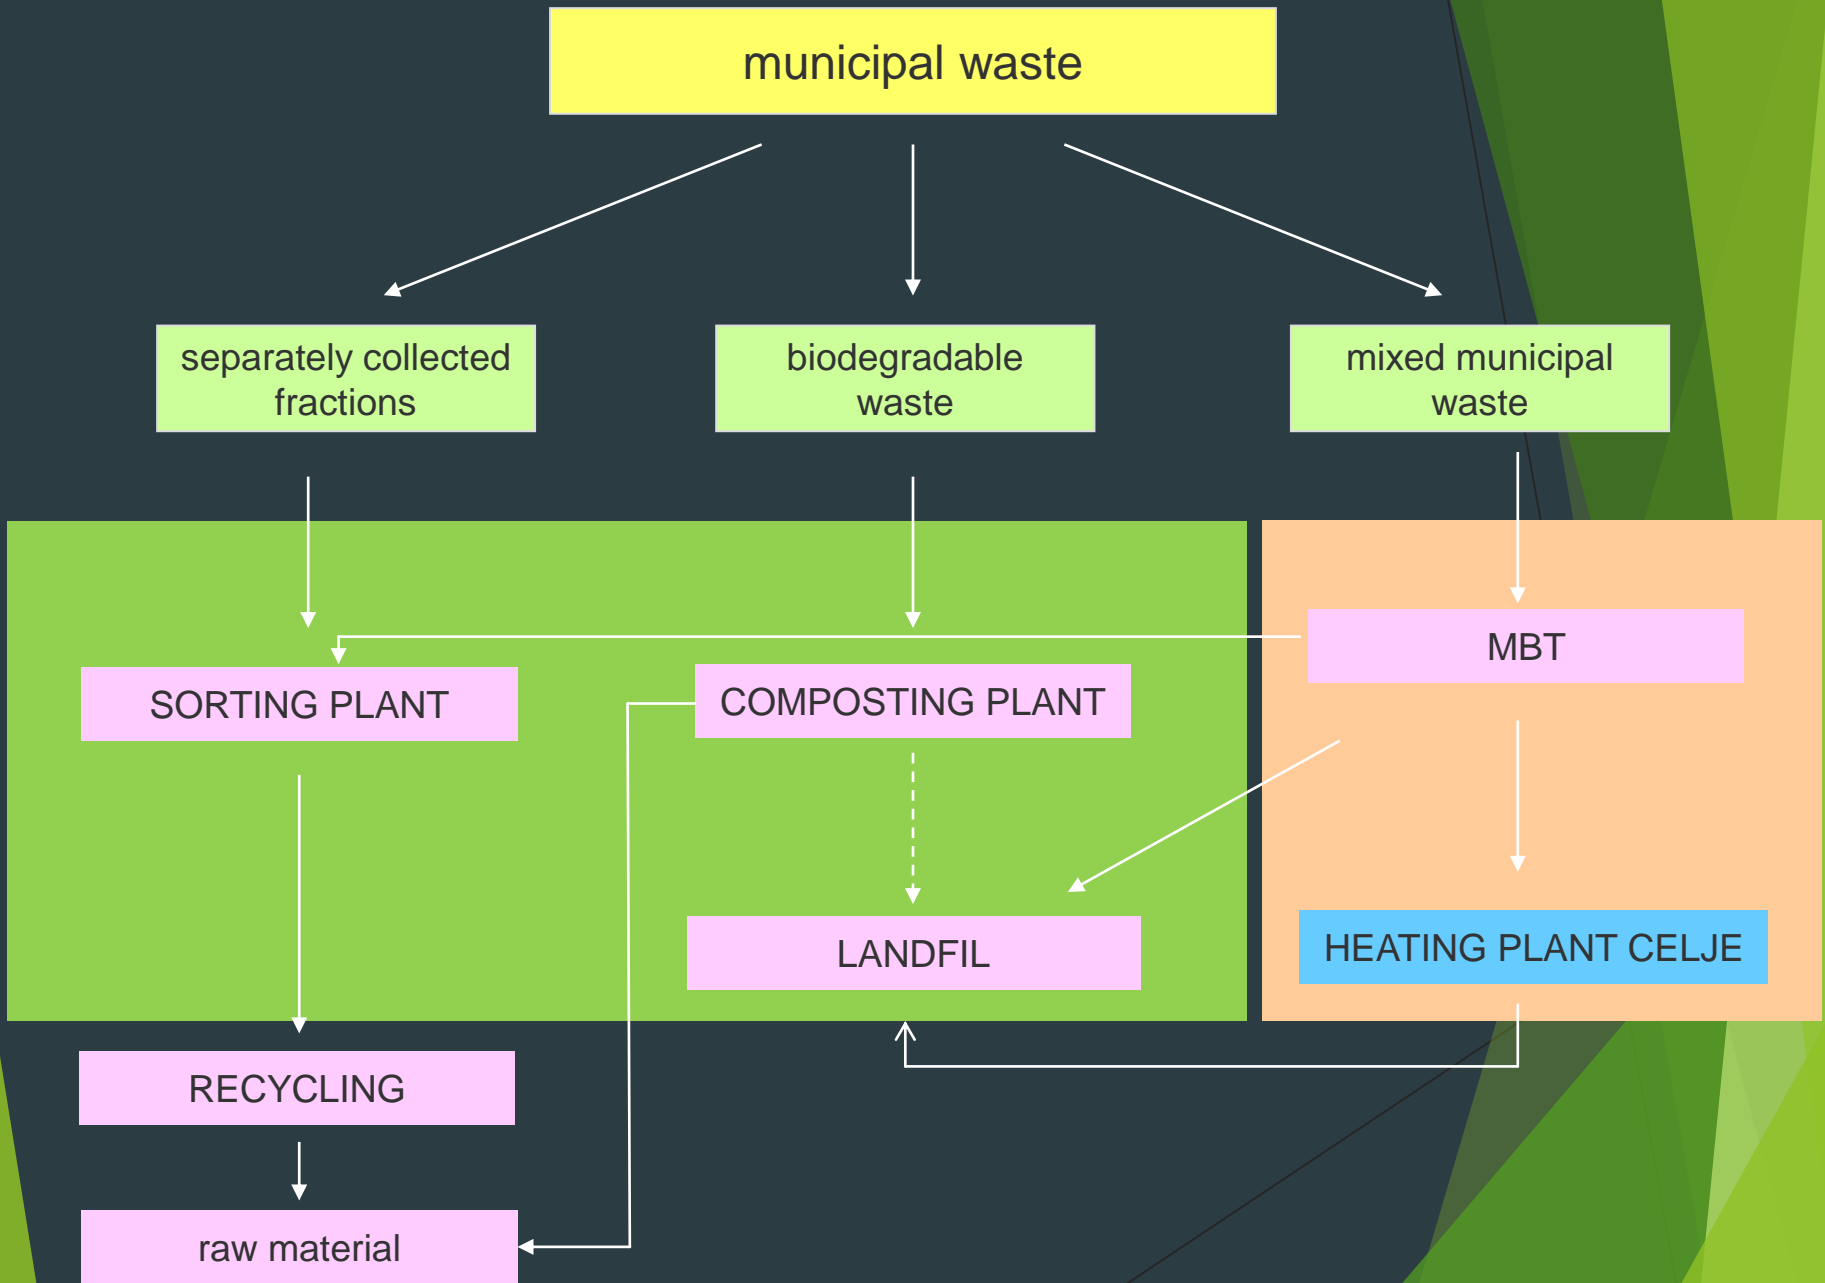 municipal waste
separately collected
fractions
biodegradable
waste
mixed municipal
waste
MBT
SORTING PLANT
COMPOSTING PLANT
LANDFIL
HEATING PLANT CELJE
RECYCLING
raw material